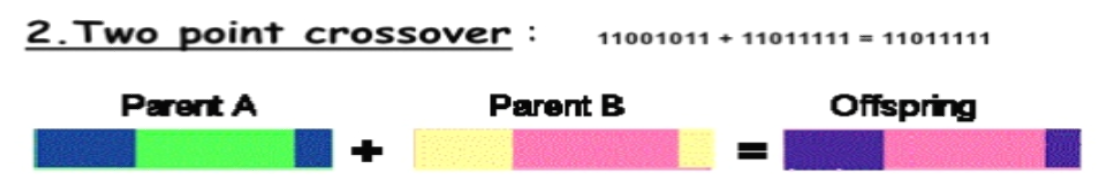 2.Two point crossover : 11001011 + 11011111 = 11011111
Parent A Parent B Offspring
+ =